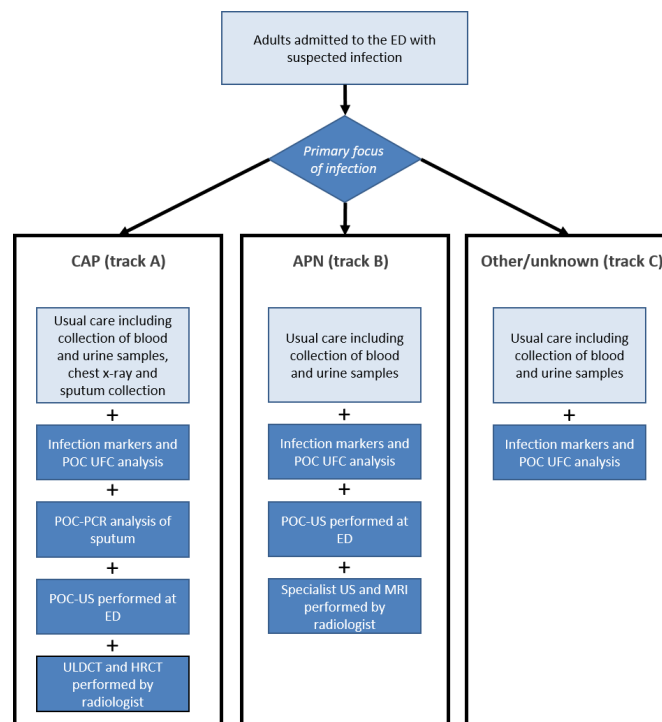 Adults admitted to the ED with
suspected infection
Primary focus
of infection
CAP (track A)
Usual care including
collection of blood
and urine samples,
chest x-ray and
sputum collection
+
Infection markers and
POC UFC analysis
+
POC-PCR analysis of
sputum
+
POC-US performed at
ED
+
ULDCT and HRCT
performed by
radiologist
APN (track B)
Usual care including
collection of blood
and urine samples
+
Infection markers and
POC UFC analysis
+
POC-US performed at
ED
+
Specialist US and MRI
performed by
radiologist
Other/unknown (track C)
Usual care including
collection of blood
and urine samples
+
Infection markers and
POC UFC analysis